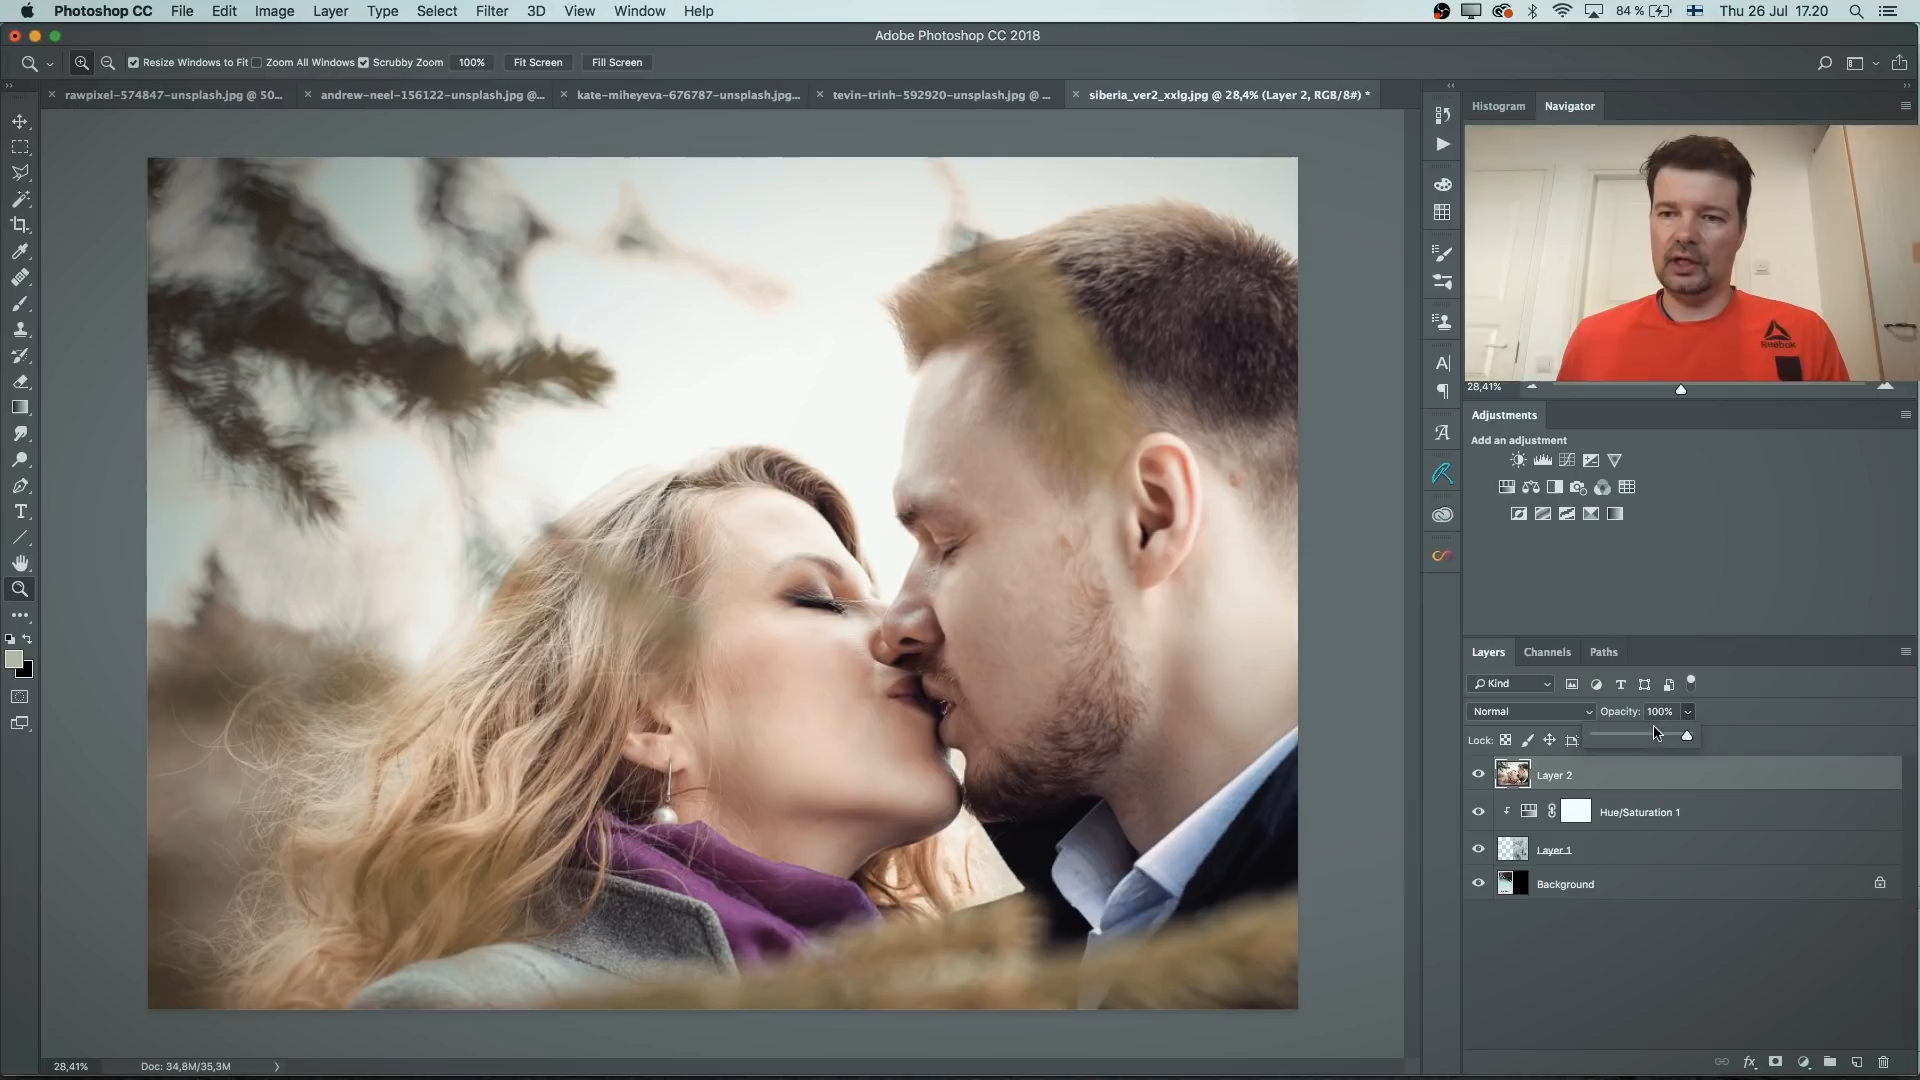 Photoshop CC File Edit Image Layer Type Select Filter 3D View Window Help 84 % Thu 26 Jul 17.20
Adobe Photoshop CC 2018
Resize Windows to Fit Zoom All Windows Scrubby Zoom 100% Fit Screen Fill Screen
rawpixel-574847-unsplash.jpg @ 50... andrew-neel-156122-unsplash.jpg @... kate-miheyeva-676787-unsplash.jpg... tevin-trinh-592920-unsplash.jpg @ ... siberia_ver2_xxlg.jpg @ 28,4% (Layer 2, RGB/8#) *
Histogram Navigator
Reebok
28,41%
Adjustments
Add an adjustment
Layers Channels Paths
Kind
Normal Opacity: 100%
Lock:
Layer 2
Hue/Saturation 1
Layer 1
Background
28,41% Doc: 34,8M/35,3M